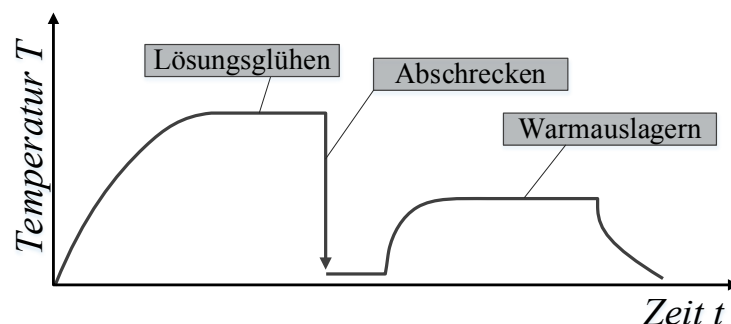 Temperatur T
Lösungsglühen
Abschrecken
Warmauslagern
Zeit t